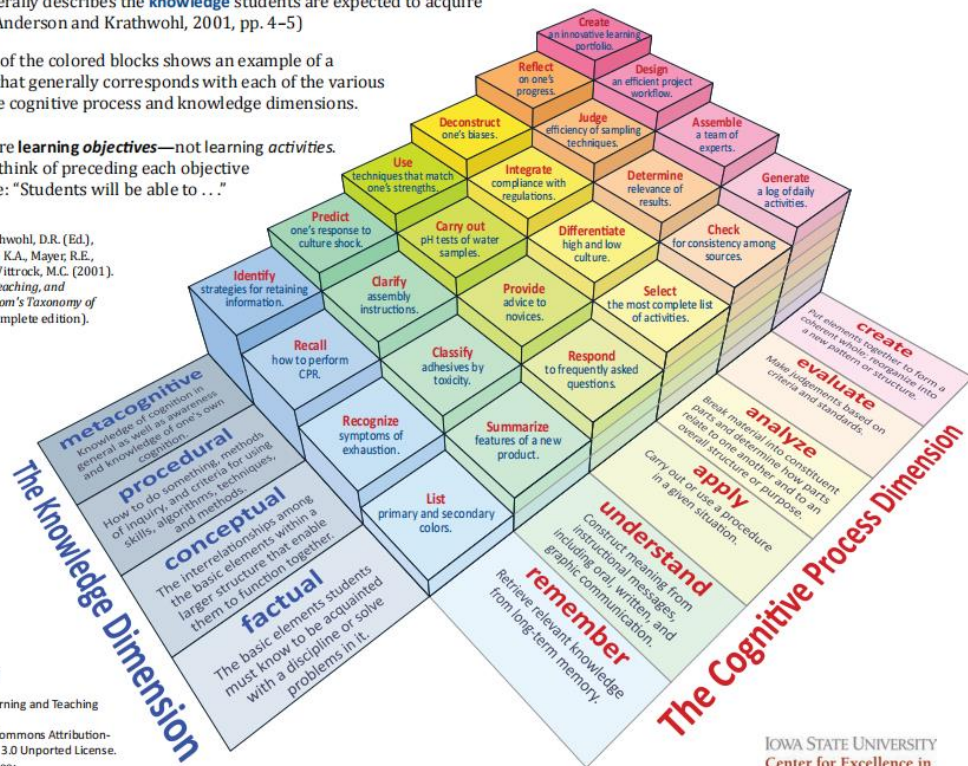 erally describes the knowledge students are expected to acquire
Anderson and Krathwohl, 2001, pp. 4–5)
of the colored blocks shows an example of a
hat generally corresponds with each of the various
e cognitive process and knowledge dimensions.
re learning objectives—not learning activities.
think of preceding each objective
e: “Students will be able to . . .”
hwohl, D.R. (Ed.),
K.A., Mayer, R.E.,
Wittrock, M.C. (2001).
eaching, and
om's Taxonomy of
mplete edition).
Create
an innovative learning
portfolio.
Reflect
on one's
progress.
Design
an efficient project
workflow.
Deconstruct
one's biases.
Judge
efficiency of sampling
techniques.
Assemble
a team of
experts.
Use
techniques that match
one's strengths.
Integrate
compliance with
regulations.
Determine
relevance of
results.
Generate
a log of daily
activities.
Predict
one's response to
culture shock.
Carry out
pH tests of water
samples.
Differentiate
high and low
culture.
Check
for consistency among
sources.
Identify
strategies for retaining
information.
Clarify
assembly
instructions.
Provide
advice to
novices.
Select
the most complete list
of activities.
Recall
how to perform
CPR.
Classify
adhesives by
toxicity.
Respond
to frequently asked
questions.
Recognize
symptoms of
exhaustion.
Summarize
features of a new
product.
List
primary and secondary
colors.
metacognitive
Knowledge of cognition in
general as well as awareness
and knowledge of one's own
cognition.
procedural
How to do something, methods
of inquiry, and criteria for using
skills, algorithms, techniques,
and methods.
conceptual
The interrelationships among
the basic elements within a
larger structure that enable
them to function together.
factual
The basic elements students
must know to be acquainted
with a discipline or solve
problems in it.
The Knowledge Dimension
create
Put elements together to form a
coherent whole; reorganize into
a new pattern or structure.
evaluate
Make judgements based on
criteria and standards.
analyze
Break material into constituent
parts and determine how parts
relate to one another and to an
overall structure or purpose.
apply
Carry out or use a procedure
in a given situation.
understand
Construct meaning from
instructional messages,
including oral, written, and
graphic communication.
remember
Retrieve relevant knowledge
from long-term memory.
The Cognitive Process Dimension
rning and Teaching
ommons Attribution-
3.0 Unported License.
IOWA STATE UNIVERSITY
Center for Excellence in